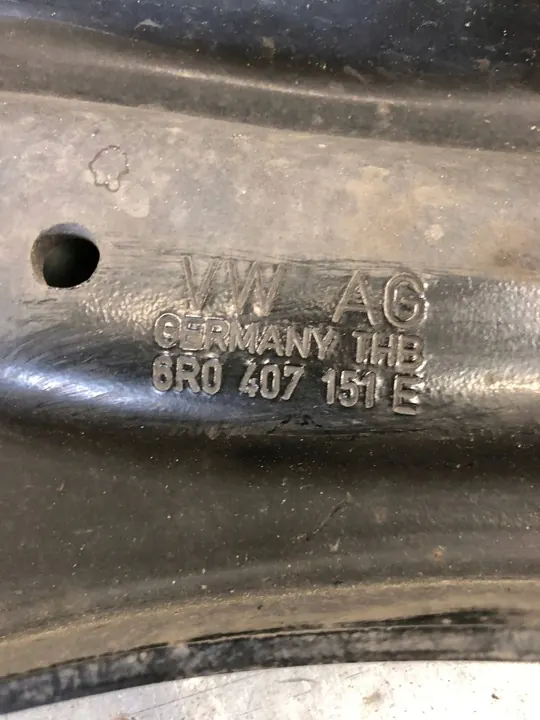 VW AG
GERMANY THB
6R0 407 151 E